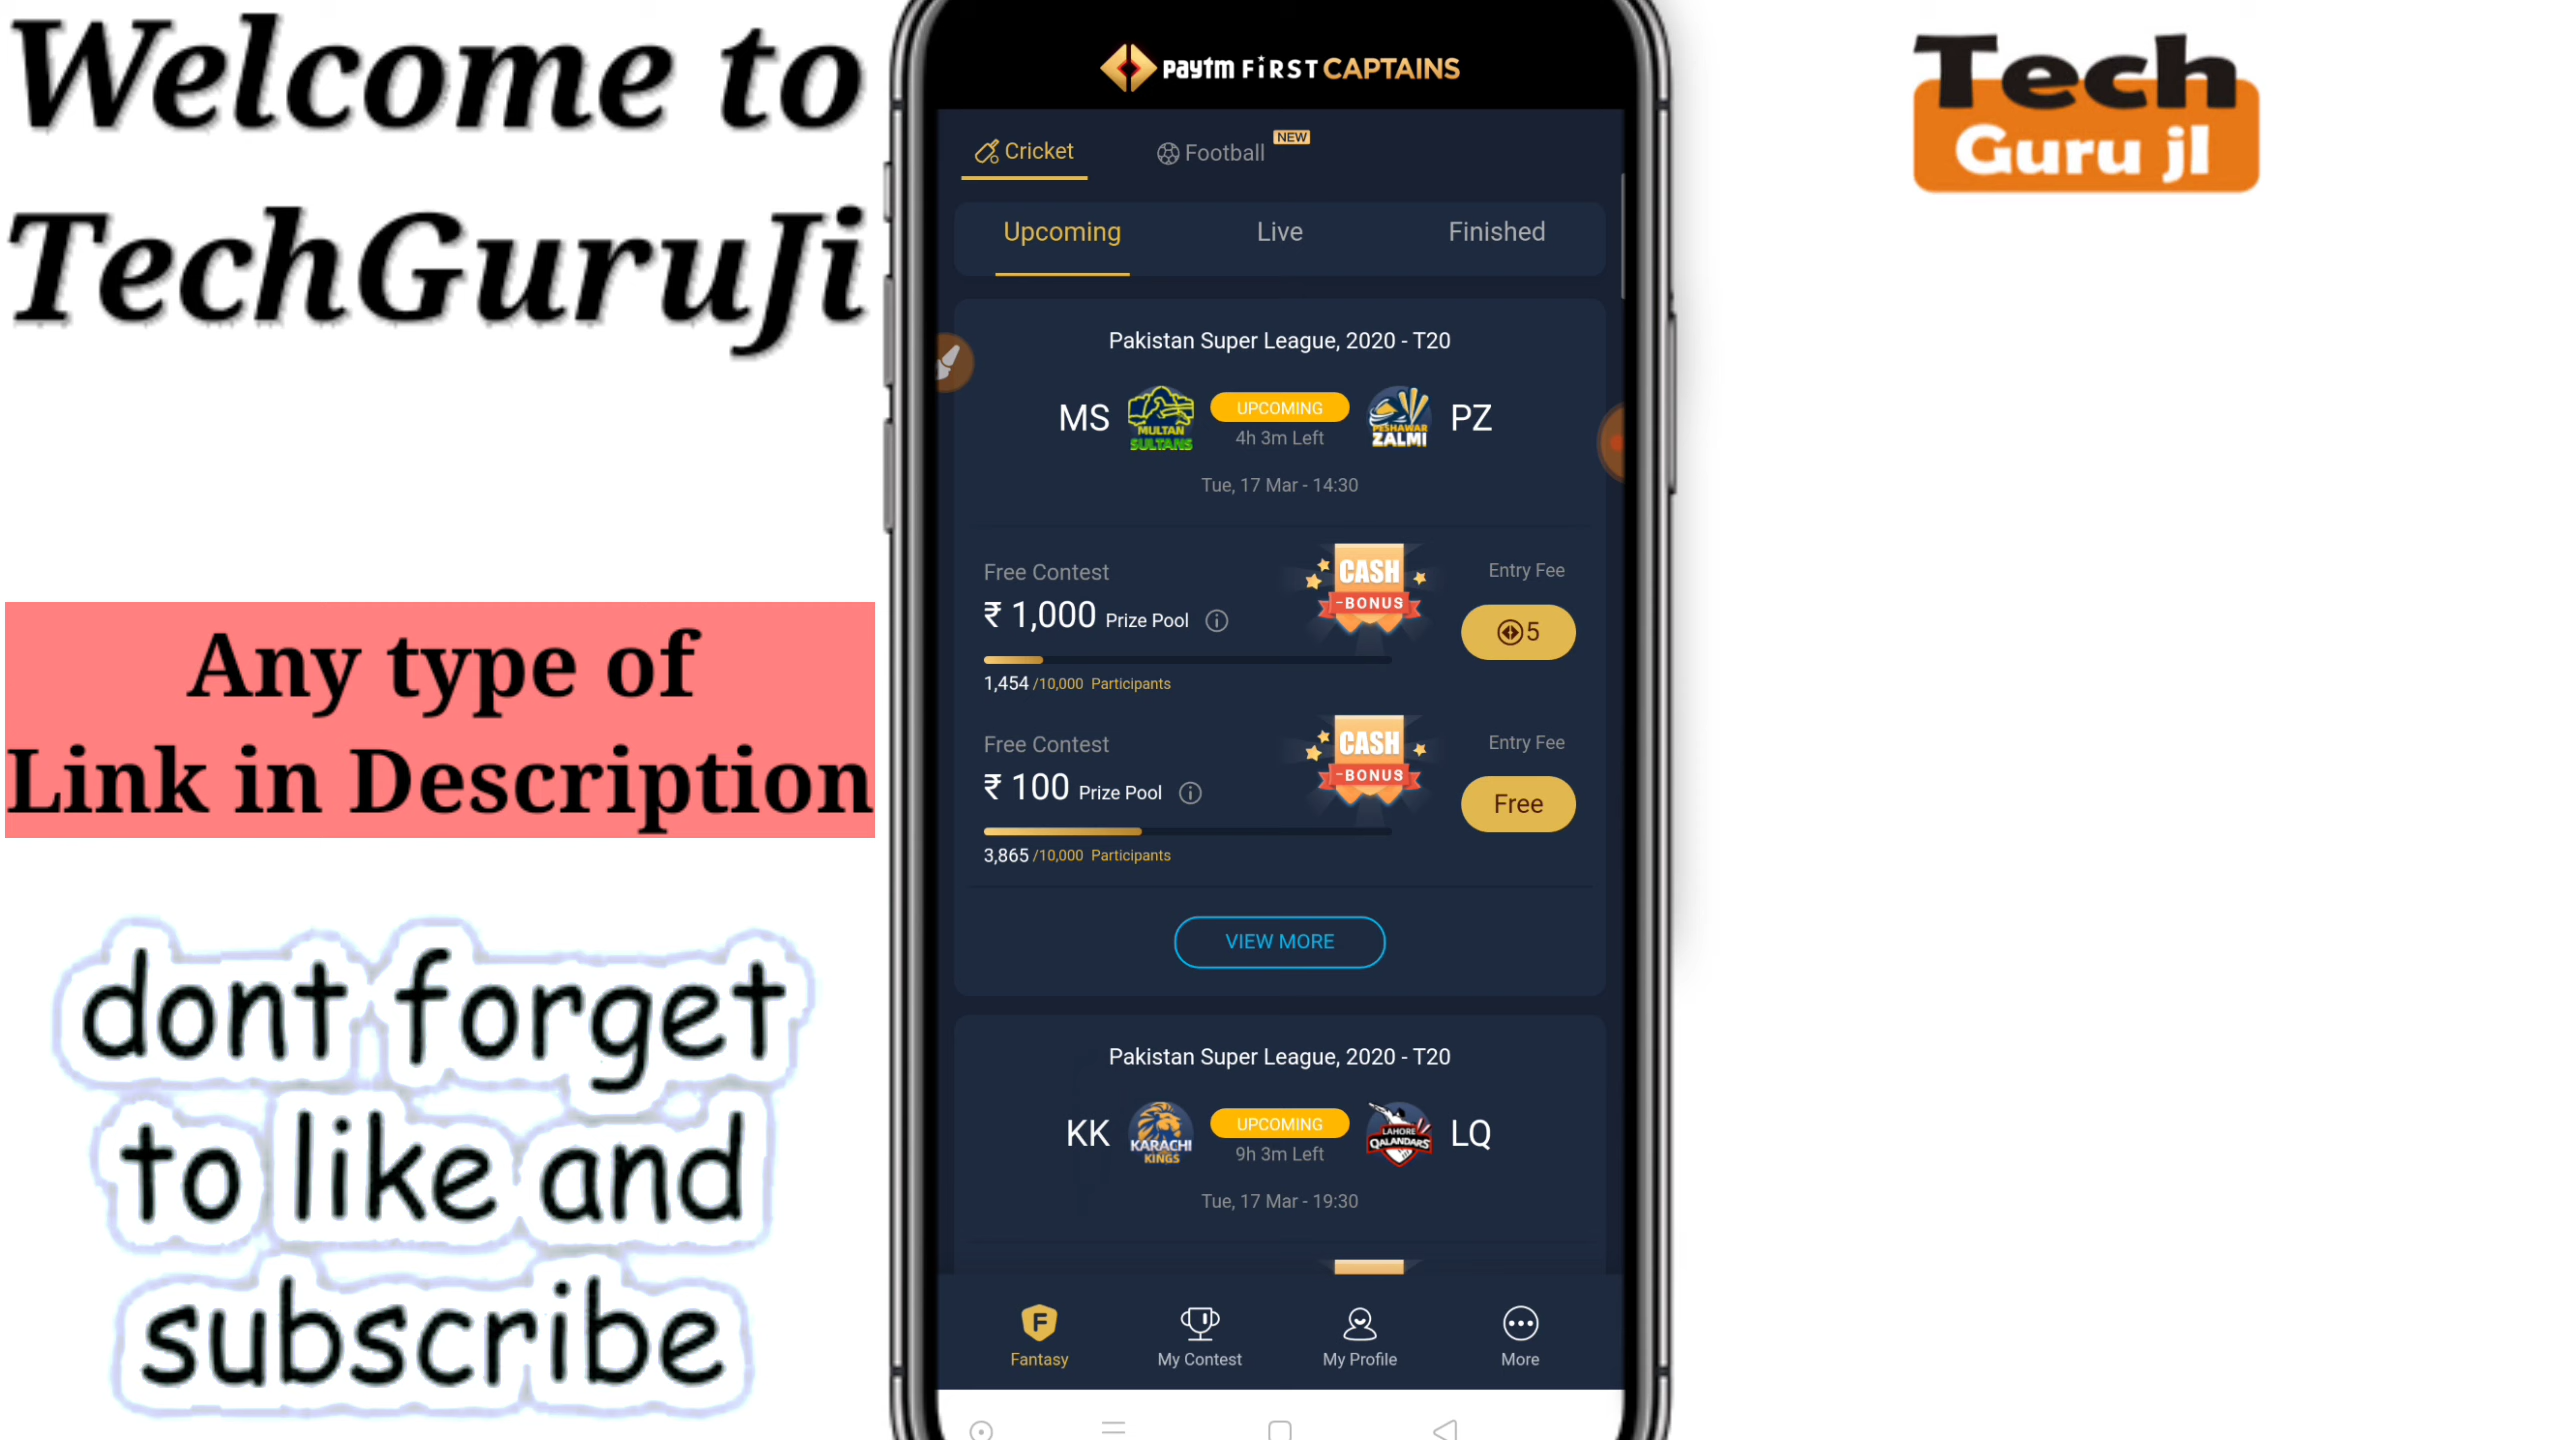 Welcome to
TechGuruJi
Any type of
Link in Description
dont forget
to like and
subscribe
paytm FiRST CAPTAINS
Cricket
Football
NEW
Upcoming
Live
Finished
Pakistan Super League, 2020 - T20
MS
MULTAN
SULTANS
UPCOMING
4h 3m Left
PESHAWAR
ZALMI
PZ
Tue, 17 Mar - 14:30
Free Contest
₹ 1,000 Prize Pool
CASH
-BONUS
Entry Fee
5
1,454 /10,000 Participants
Free Contest
₹ 100 Prize Pool
CASH
-BONUS
Entry Fee
Free
3,865 /10,000 Participants
VIEW MORE
Pakistan Super League, 2020 - T20
KK
KARACHI
KINGS
UPCOMING
9h 3m Left
LAHORE
QALANDARS
LQ
Tue, 17 Mar - 19:30
F
Fantasy
My Contest
My Profile
More
Tech
Guru jI